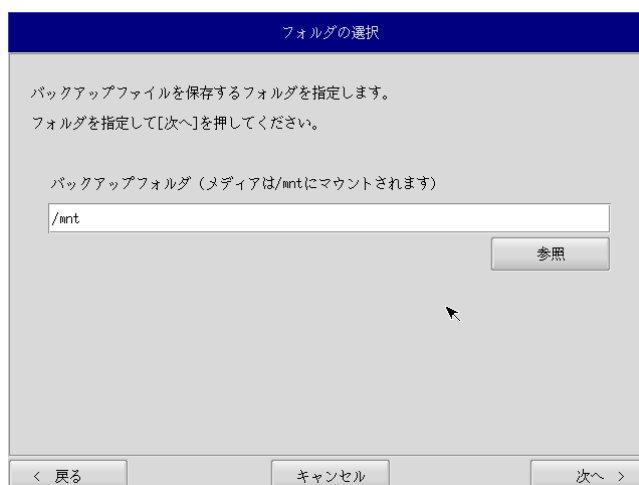 フォルダの選択
バックアップファイルを保存するフォルダを指定します。
フォルダを指定して[次へ]を押してください。
バックアップフォルダ(メディアは/mntにマウントされます)
/mnt
参照
< 戻る
キャンセル
次へ >